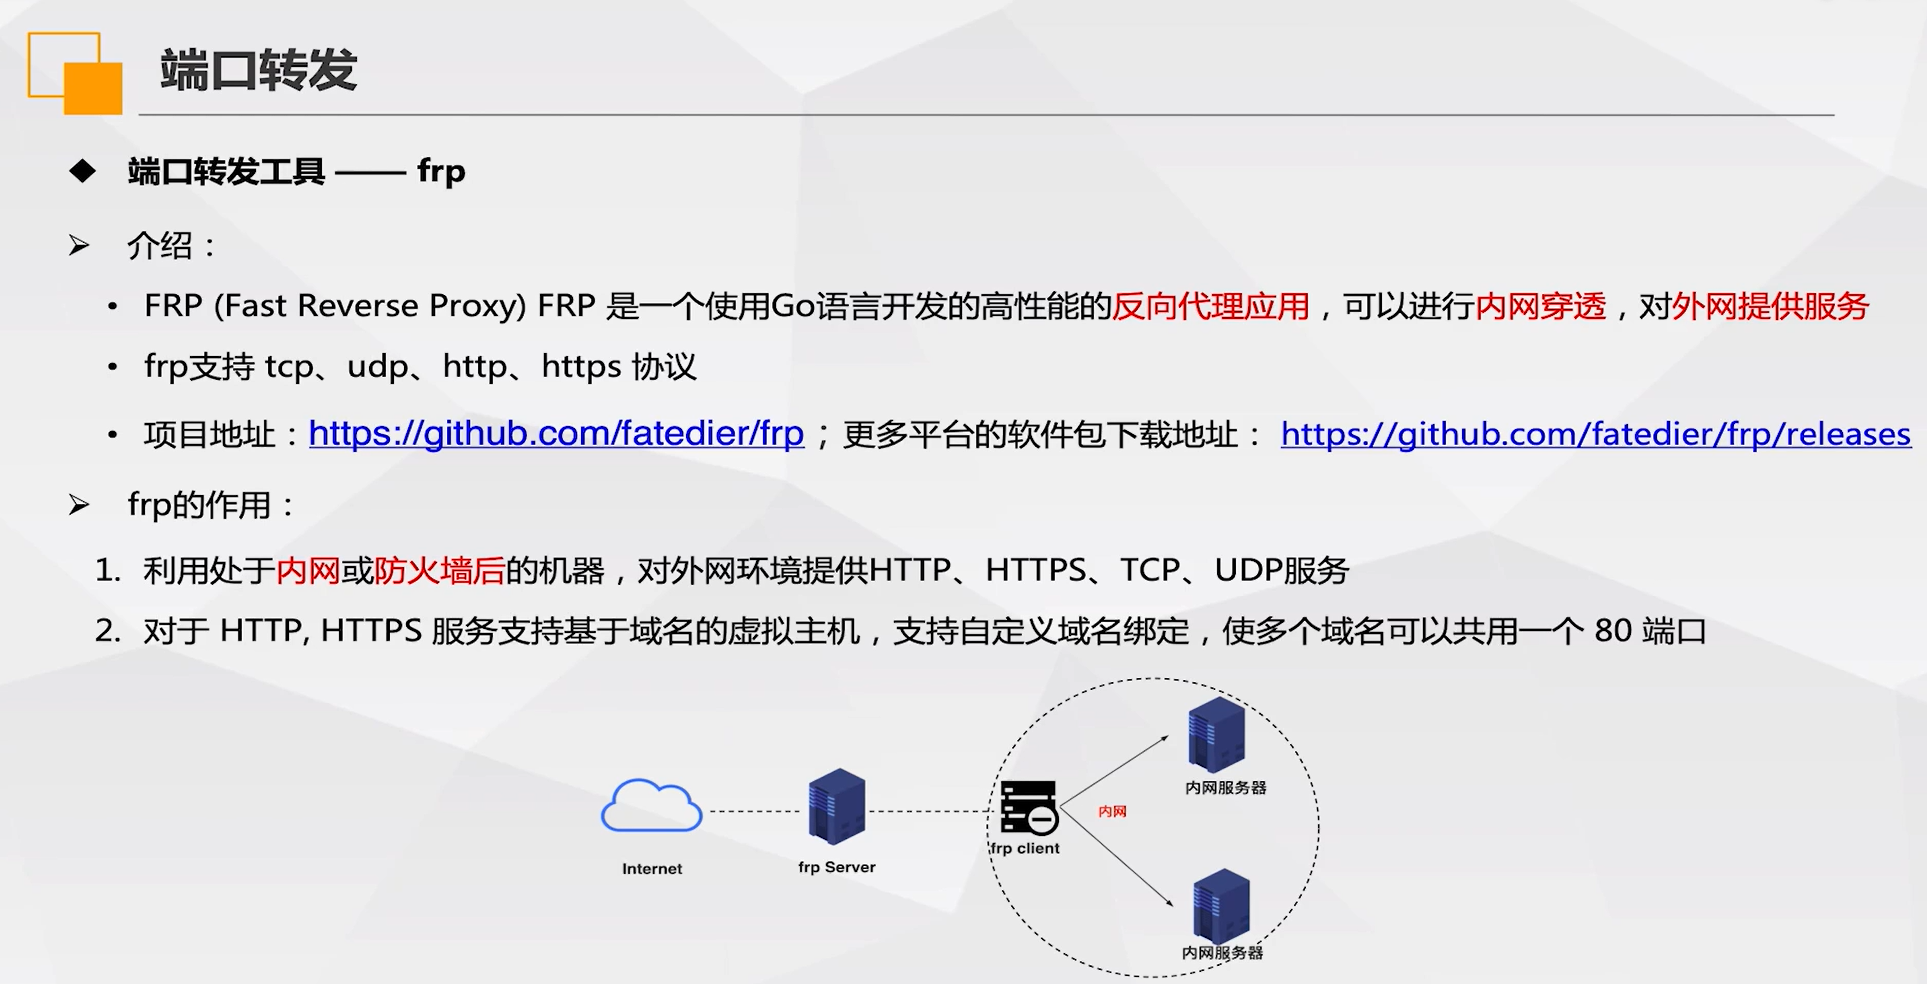 端口转发
端口转发工具 —— frp
介绍：
FRP (Fast Reverse Proxy) FRP 是一个使用Go语言开发的高性能的反向代理应用，可以进行内网穿透，对外网提供服务
frp支持 tcp、udp、http、https 协议
项目地址：https://github.com/fatedier/frp；更多平台的软件包下载地址： https://github.com/fatedier/frp/releases
frp的作用：
1. 利用处于内网或防火墙后的机器，对外网环境提供HTTP、HTTPS、TCP、UDP服务
2. 对于 HTTP, HTTPS 服务支持基于域名的虚拟主机，支持自定义域名绑定，使多个域名可以共用一个 80 端口
内网服务器
内网
frp client
Internet
frp Server
内网服务器